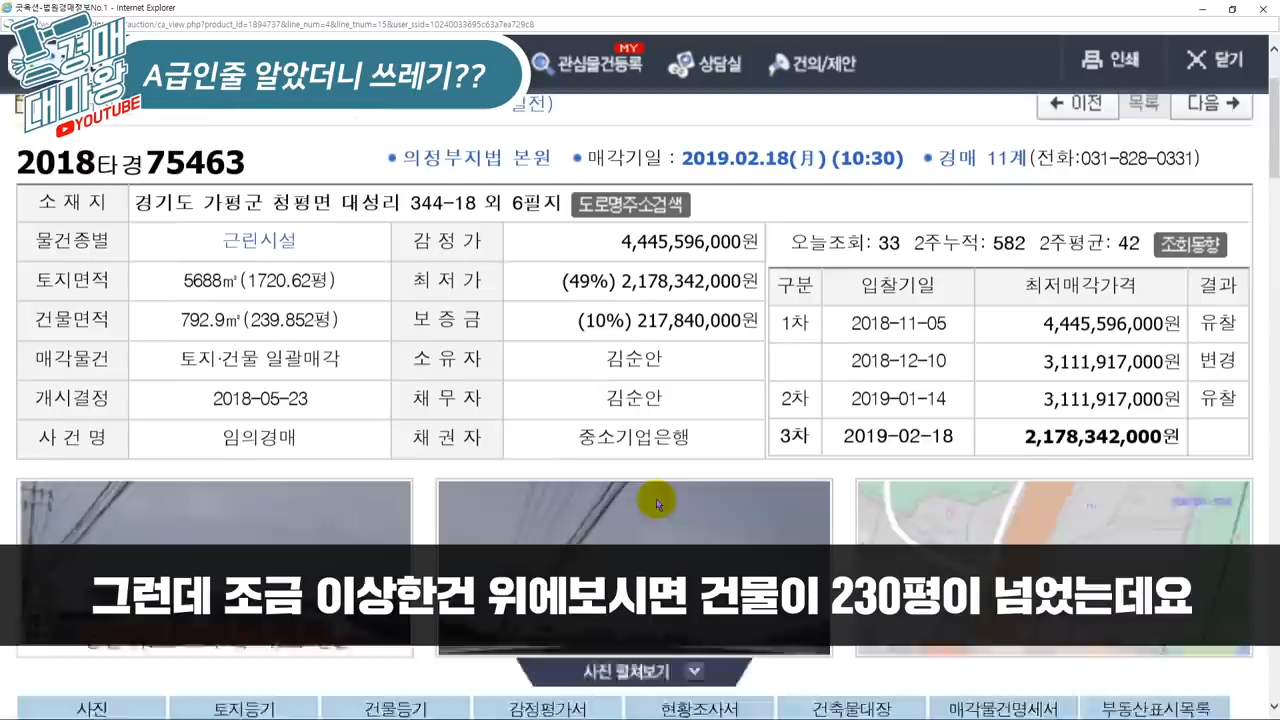 굿옥션-법원경매정보No.1 - Internet Explorer
auction/ca_view.php?product_id=1894737&line_num=4&line_tnum=15&user_ssid=10240033695c63a7ea729c8
경매
대마왕
YOUTUBE
A급인줄 알았더니 쓰레기??
MY
관심물건등록 상담실 건의/제안 인쇄 닫기
일전) 이전 목록 다음
2018타경75463 의정부지법 본원 매각기일 : 2019.02.18(月) (10:30) 경매 11계(전화:031-828-0331)
소재지 경기도 가평군 청평면 대성리 344-18 외 6필지 도로명주소검색
물건종별 근린시설 감정가 4,445,596,000원 오늘조회: 33 2주누적: 582 2주평균: 42 조회동향
토지면적 5688㎡(1720.62평) 최저가 (49%) 2,178,342,000원 구분 입찰기일 최저매각가격 결과
건물면적 792.9㎡(239.852평) 보증금 (10%) 217,840,000원 1차 2018-11-05 4,445,596,000원 유찰
매각물건 토지·건물 일괄매각 소유자 김순안 2018-12-10 3,111,917,000원 변경
개시결정 2018-05-23 채무자 김순안 2차 2019-01-14 3,111,917,000원 유찰
사건명 임의경매 채권자 중소기업은행 3차 2019-02-18 2,178,342,000원
그런데 조금 이상한건 위에보시면 건물이 230평이 넘었는데요
사진 펼쳐보기
사진 토지등기 건물등기 감정평가서 현황조사서 건축물대장 매각물건명세서 부동산표시목록